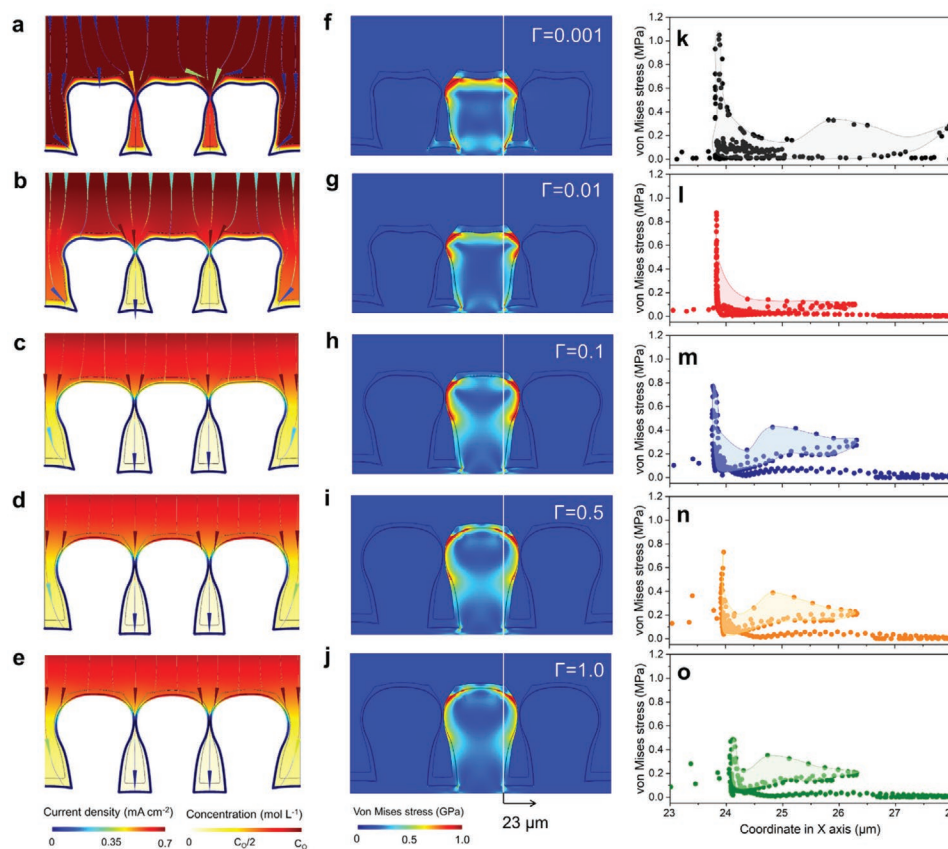 a
f
Γ=0.001
k
von Mises stress (MPa)
1.2
1.0
0.8
0.6
0.4
0.2
0.0
b
g
Γ=0.01
l
von Mises stress (MPa)
1.2
1.0
0.8
0.6
0.4
0.2
0.0
c
h
Γ=0.1
m
von Mises stress (MPa)
1.2
1.0
0.8
0.6
0.4
0.2
0.0
d
i
Γ=0.5
n
von Mises stress (MPa)
1.2
1.0
0.8
0.6
0.4
0.2
0.0
e
j
Γ=1.0
o
von Mises stress (MPa)
1.2
1.0
0.8
0.6
0.4
0.2
0.0
23 24 25 26 27
Coordinate in X axis (μm)
Current density (mA cm⁻²)
0 0.35 0.7
Concentration (mol L⁻¹)
0 C₀/2 C₀
Von Mises stress (GPa)
0 0.5 1.0
23 μm